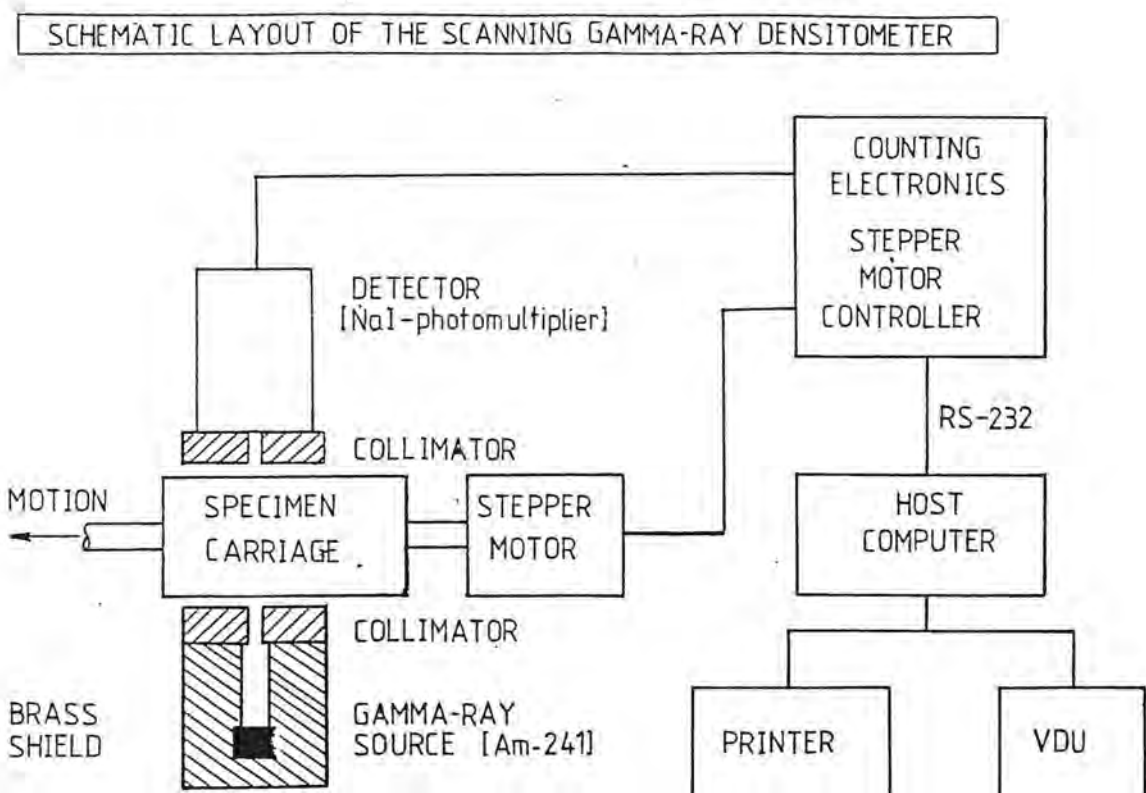 SCHEMATIC LAYOUT OF THE SCANNING GAMMA-RAY DENSITOMETER
COUNTING
ELECTRONICS
STEPPER
MOTOR
CONTROLLER
DETECTOR
[NaI-photomultiplier]
RS-232
COLLIMATOR
MOTION
SPECIMEN
CARRIAGE
STEPPER
MOTOR
HOST
COMPUTER
COLLIMATOR
BRASS
SHIELD
GAMMA-RAY
SOURCE [Am-241]
PRINTER
VDU